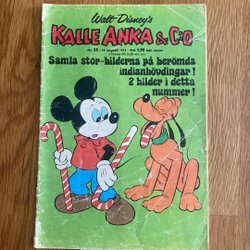 Walt Disney's
KALLE ANKA & C:o
Samla stor-bilderna på berömda
indianhövdingar!
2 bilder i detta
nummer!